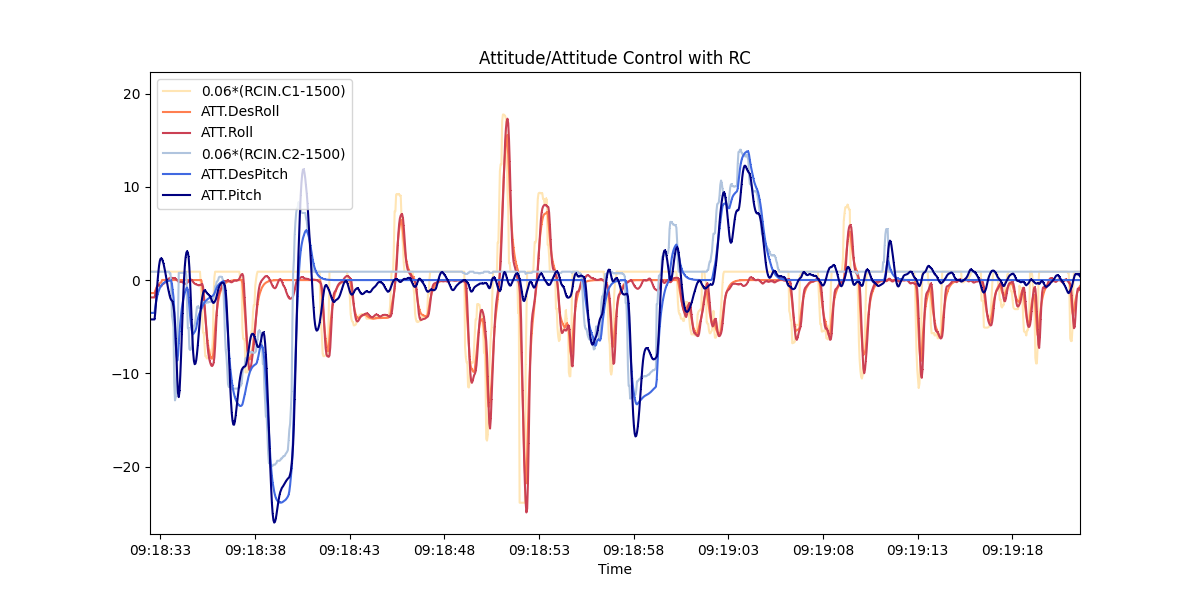 Attitude/Attitude Control with RC
0.06*(RCIN.C1-1500)
ATT.DesRoll
ATT.Roll
0.06*(RCIN.C2-1500)
ATT.DesPitch
ATT.Pitch
20
10
0
−10
−20
09:18:33 09:18:38 09:18:43 09:18:48 09:18:53 09:18:58 09:19:03 09:19:08 09:19:13 09:19:18
Time